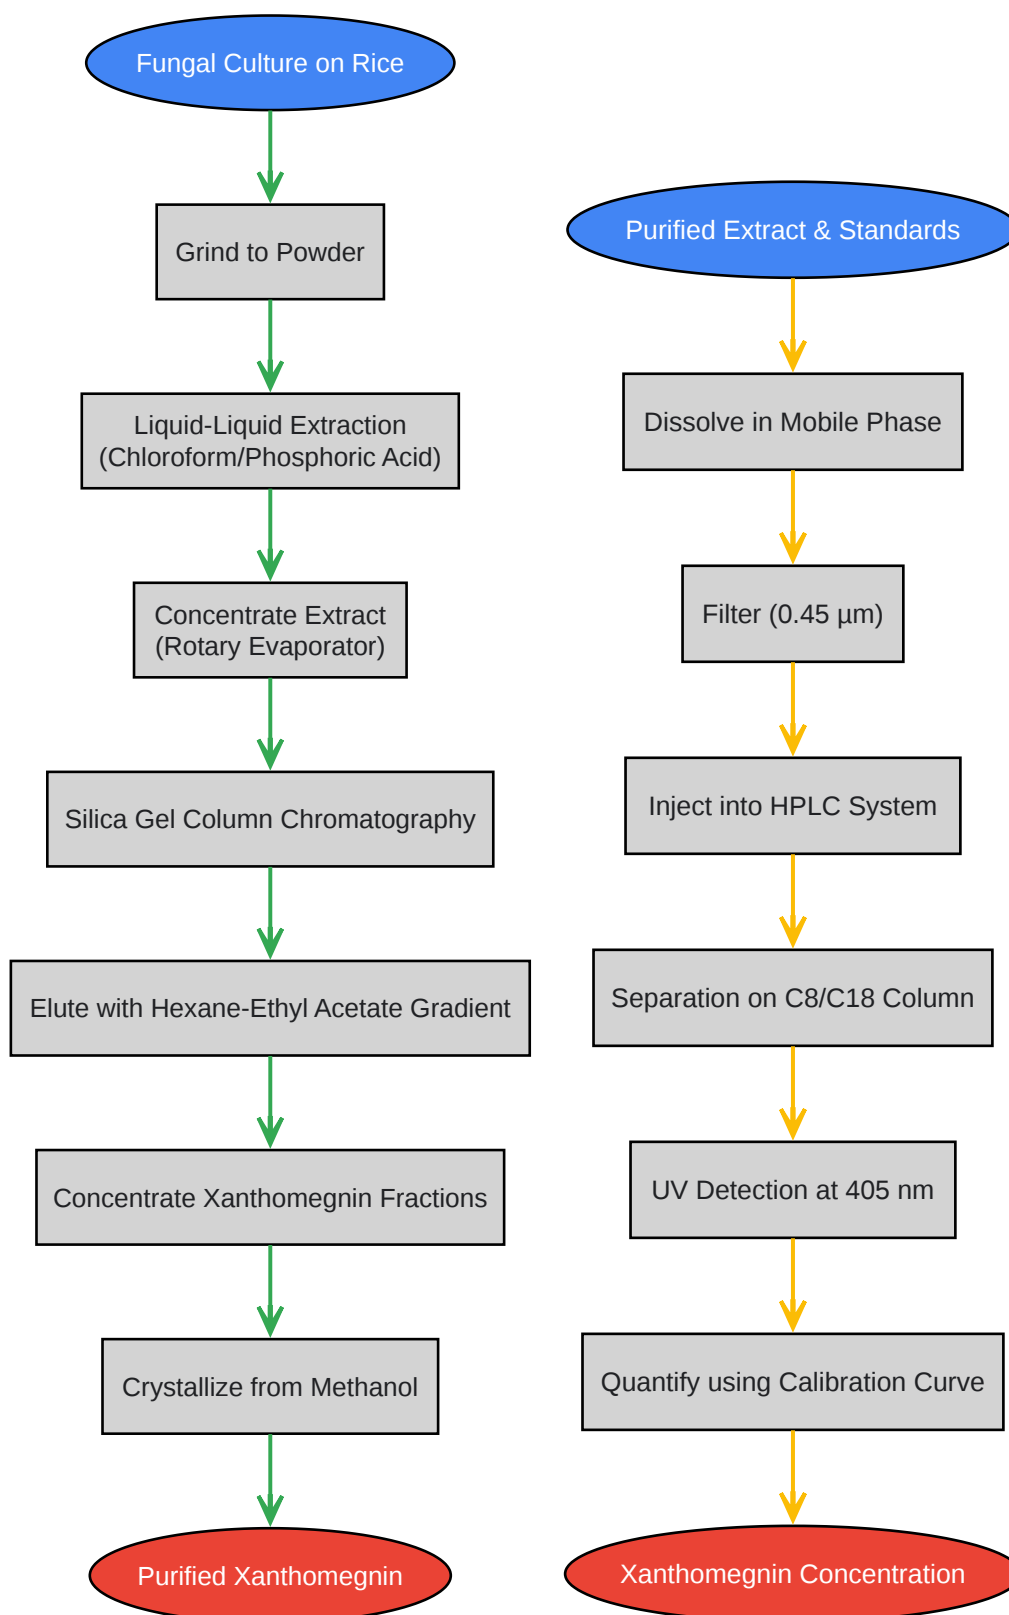 Fungal Culture on Rice
Grind to Powder
Liquid-Liquid Extraction
(Chloroform/Phosphoric Acid)
Concentrate Extract
(Rotary Evaporator)
Silica Gel Column Chromatography
Elute with Hexane-Ethyl Acetate Gradient
Concentrate Xanthomegnin Fractions
Crystallize from Methanol
Purified Xanthomegnin
Purified Extract & Standards
Dissolve in Mobile Phase
Filter (0.45 µm)
Inject into HPLC System
Separation on C8/C18 Column
UV Detection at 405 nm
Quantify using Calibration Curve
Xanthomegnin Concentration